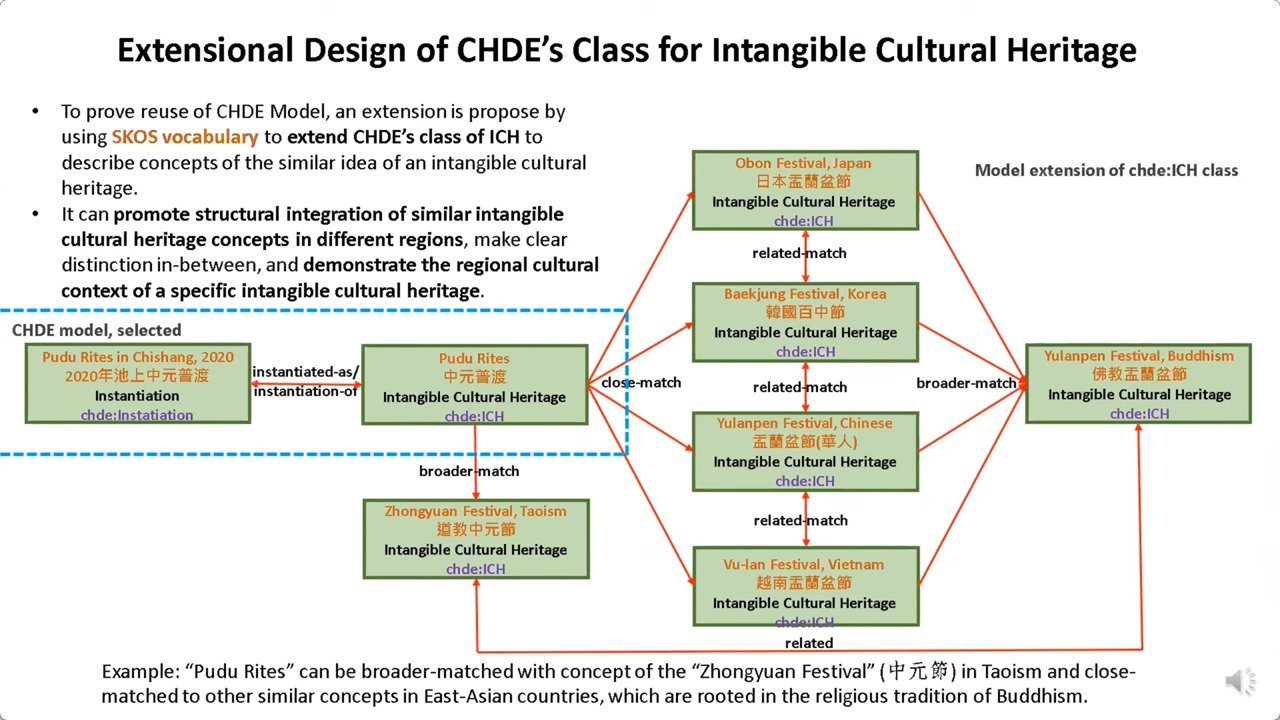 Extensional Design of CHDE's Class for Intangible Cultural Heritage
• To prove reuse of CHDE Model, an extension is propose by
using SKOS vocabulary to extend CHDE's class of ICH to
describe concepts of the similar idea of an intangible cultural
heritage.
• It can promote structural integration of similar intangible
cultural heritage concepts in different regions, make clear
distinction in-between, and demonstrate the regional cultural
context of a specific intangible cultural heritage.
Model extension of chde:ICH class
CHDE model, selected
Pudu Rites in Chishang, 2020
2020年池上中元普渡
Instantiation
chde:Instatiation
instantiated-as/
instantiation-of
Pudu Rites
中元普渡
Intangible Cultural Heritage
chde:ICH
close-match
broader-match
Zhongyuan Festival, Taoism
道教中元節
Intangible Cultural Heritage
chde:ICH
Obon Festival, Japan
日本盂蘭盆節
Intangible Cultural Heritage
chde:ICH
related-match
Baekjung Festival, Korea
韓國百中節
Intangible Cultural Heritage
chde:ICH
related-match
Yulanpen Festival, Chinese
盂蘭盆節(華人)
Intangible Cultural Heritage
chde:ICH
related-match
Vu-lan Festival, Vietnam
越南盂蘭盆節
Intangible Cultural Heritage
chde:ICH
broader-match
Yulanpen Festival, Buddhism
佛教盂蘭盆節
Intangible Cultural Heritage
chde:ICH
related
Example: "Pudu Rites" can be broader-matched with concept of the "Zhongyuan Festival" (中元節) in Taoism and close-
matched to other similar concepts in East-Asian countries, which are rooted in the religious tradition of Buddhism.